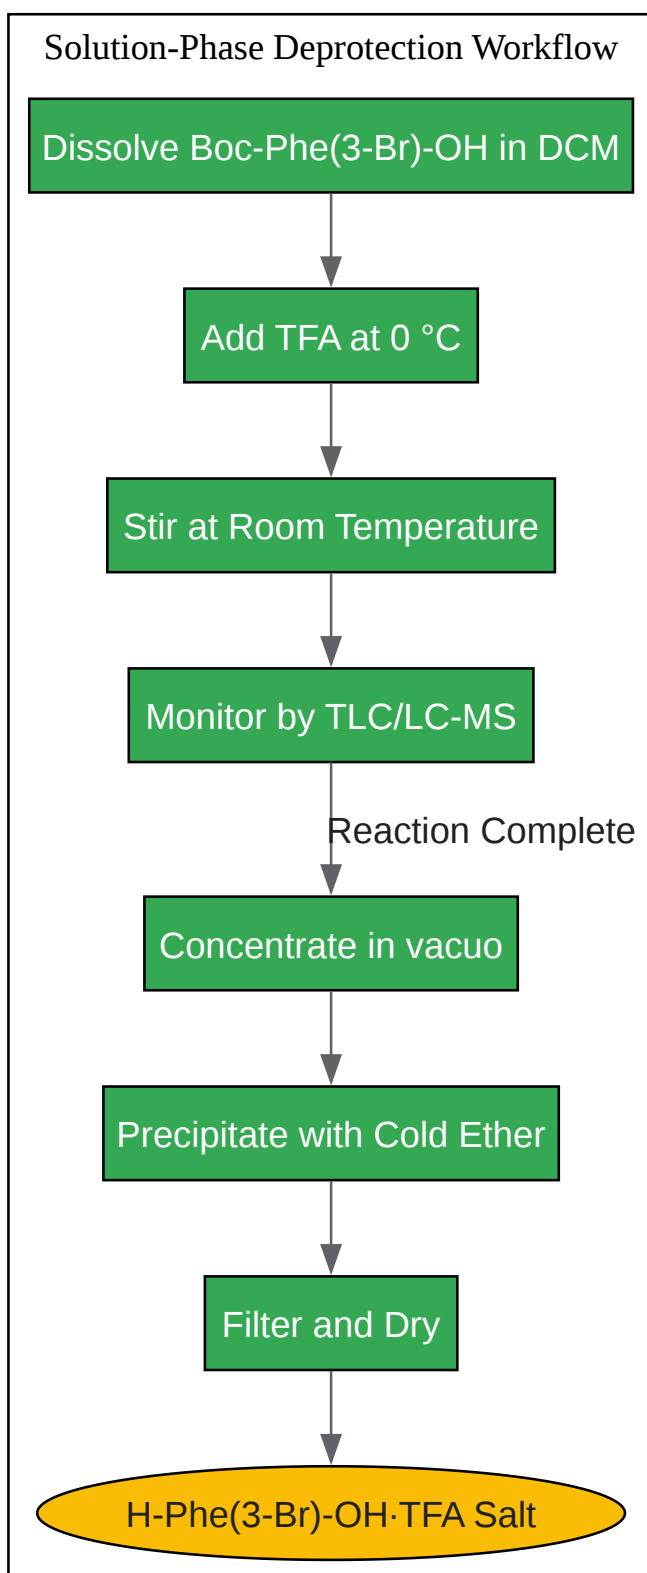 Solution-Phase Deprotection Workflow
Dissolve Boc-Phe(3-Br)-OH in DCM
Add TFA at 0 °C
Stir at Room Temperature
Monitor by TLC/LC-MS
Reaction Complete
Concentrate in vacuo
Precipitate with Cold Ether
Filter and Dry
H-Phe(3-Br)-OH·TFA Salt